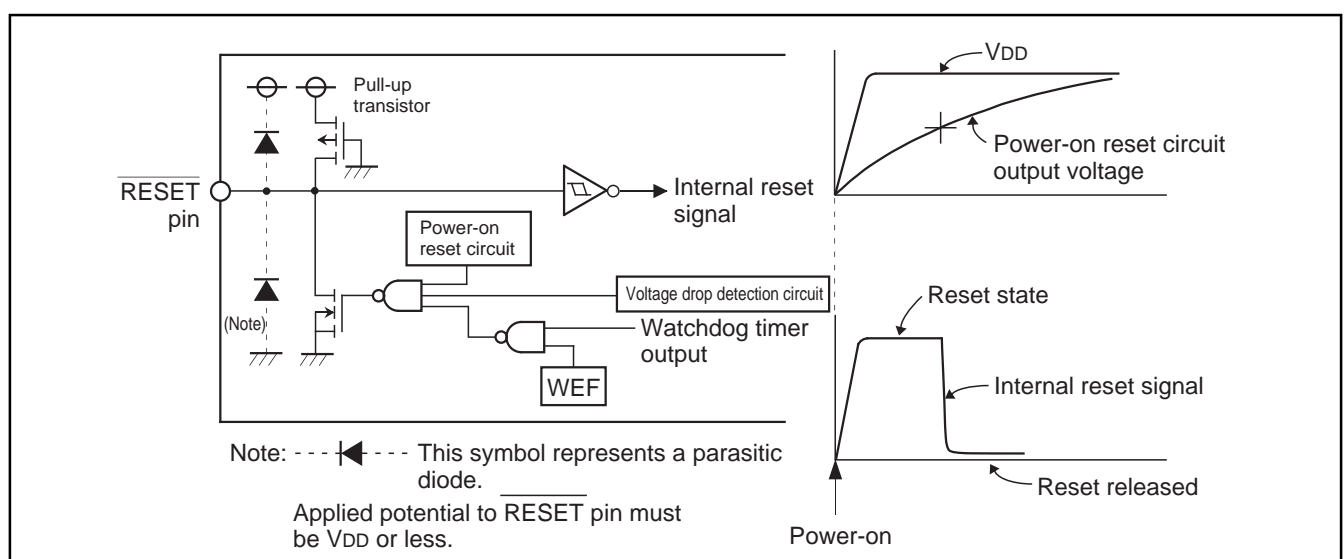 Pull-up
transistor
RESET
pin
Internal reset
signal
Power-on
reset circuit
Voltage drop detection circuit
(Note)
Watchdog timer
output
WEF
Note:
This symbol represents a parasitic
diode.
Applied potential to RESET pin must
be VDD or less.
VDD
Power-on reset circuit
output voltage
Reset state
Internal reset signal
Reset released
Power-on